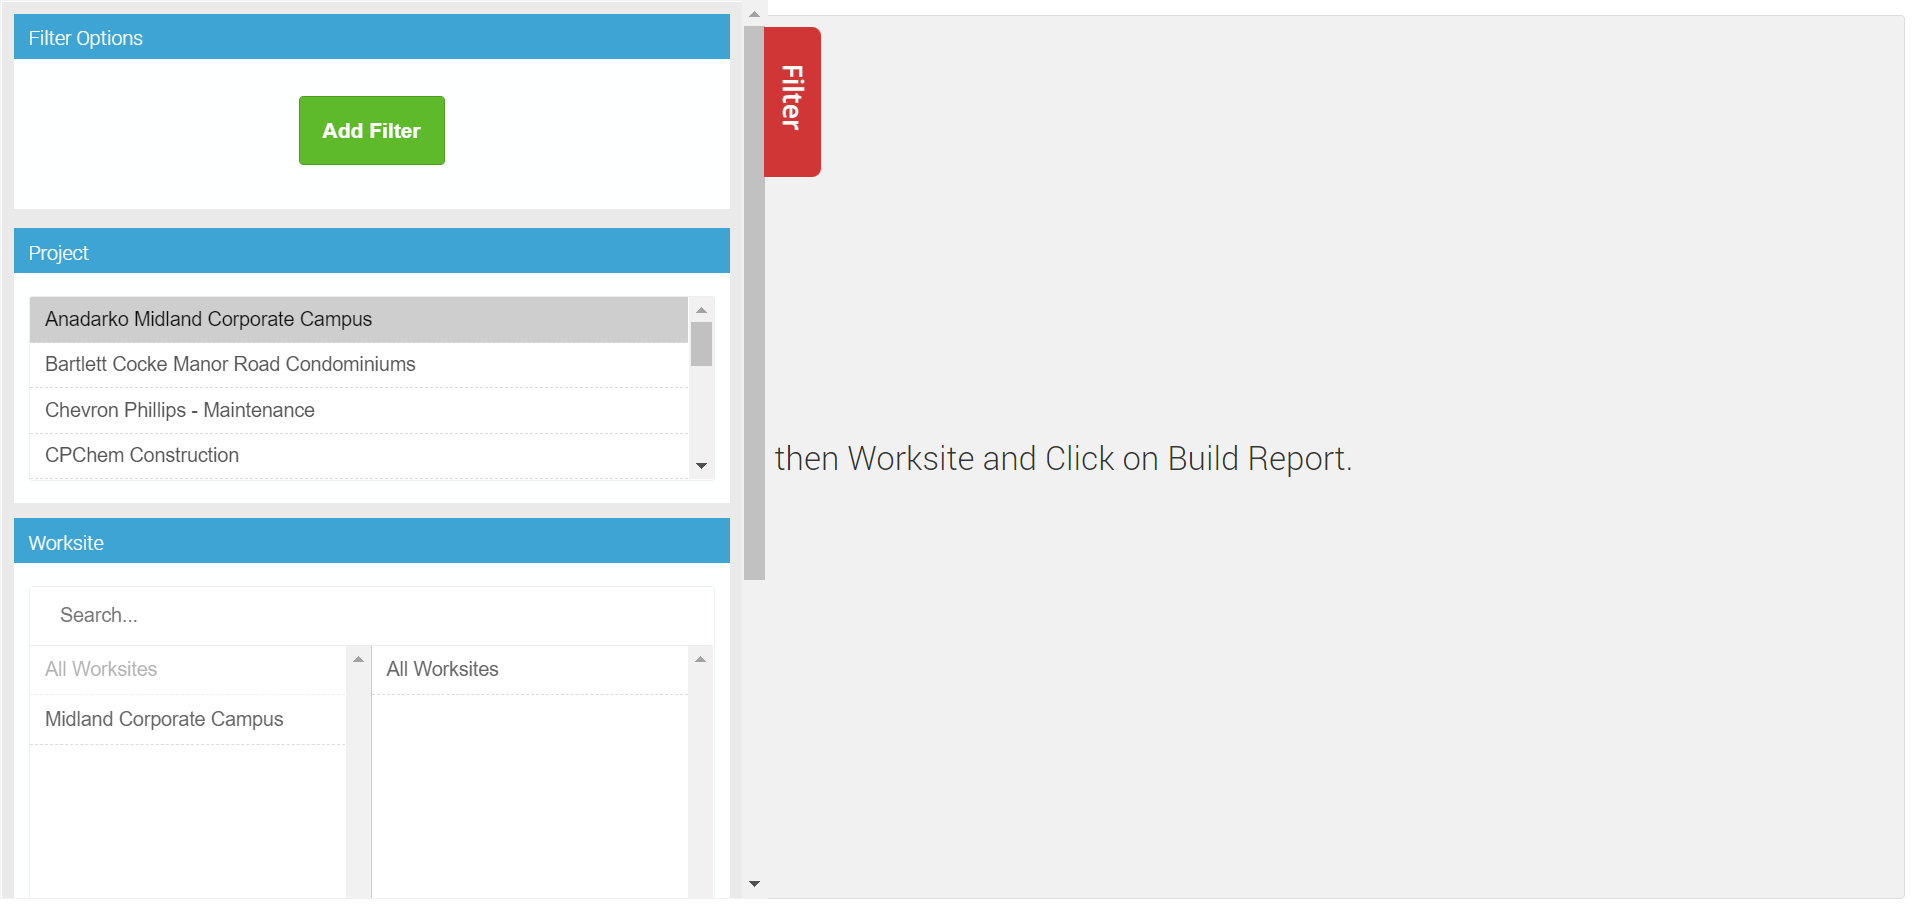 Filter Options
Add Filter
Filter
Project
Anadarko Midland Corporate Campus
Bartlett Cocke Manor Road Condominiums
Chevron Phillips - Maintenance
CPChem Construction
then Worksite and Click on Build Report.
Worksite
Search...
All Worksites
Midland Corporate Campus
All Worksites